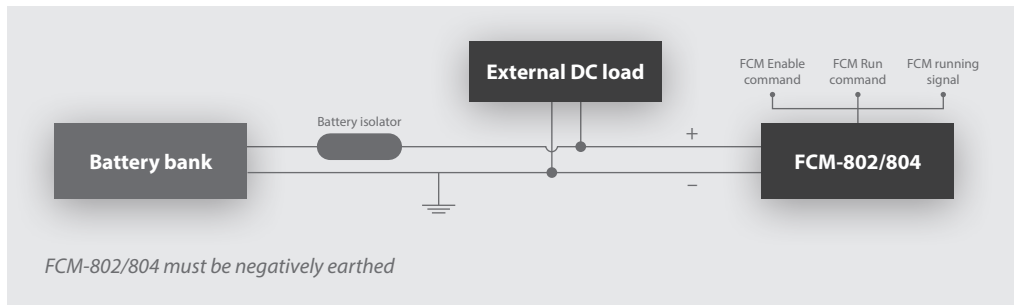 External DC load
FCM Enable
command
FCM Run
command
FCM running
signal
Battery isolator
+
Battery bank
FCM-802/804
−
FCM-802/804 must be negatively earthed